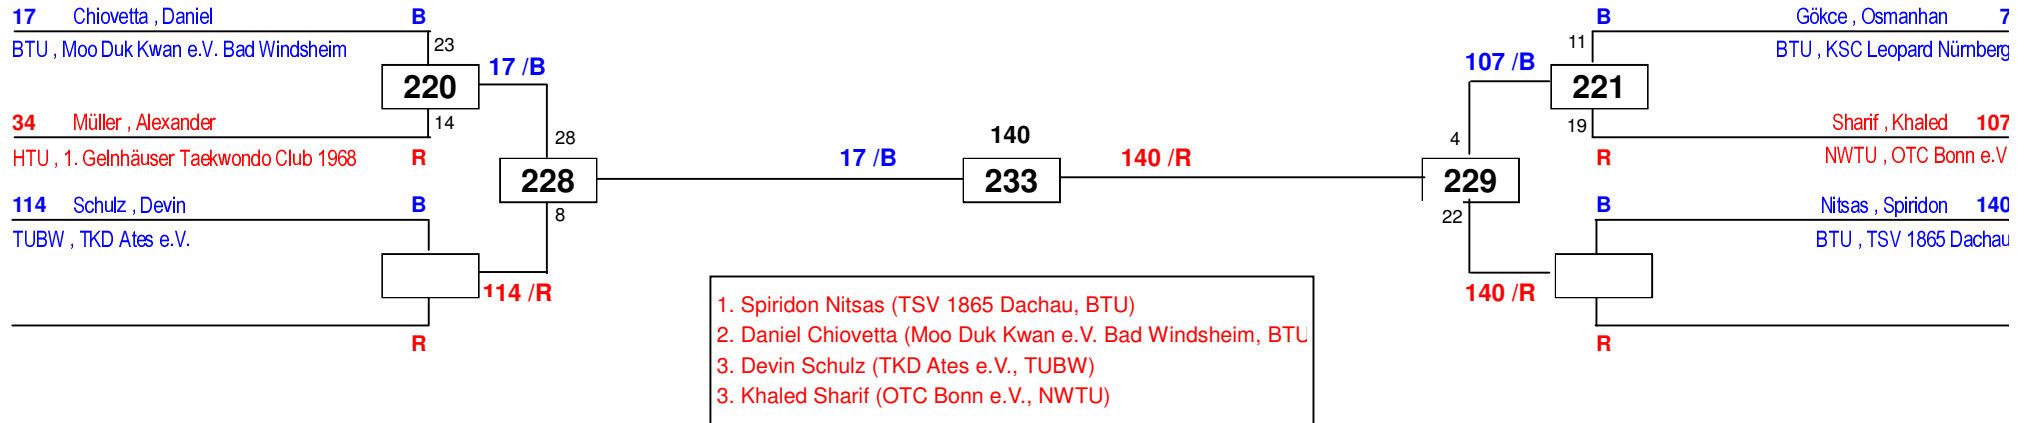 17 Chiovetta , Daniel B
BTU , Moo Duk Kwan e.V. Bad Windsheim
23
220
17 /B
34 Müller , Alexander
14
HTU , 1. Gelnhäuser Taekwondo Club 1968 R
28
228
8
114 Schulz , Devin B
TUBW , TKD Ates e.V.
114 /R
R
17 /B
140
233
140 /R
B Gökce , Osmanhan 7
11
BTU , KSC Leopard Nürnberg
107 /B
221
19
Sharif , Khaled 107
R NWTU , OTC Bonn e.V
4
229
22
B Nitsas , Spiridon 140
BTU , TSV 1865 Dachau
140 /R
R
1. Spiridon Nitsas (TSV 1865 Dachau, BTU)
2. Daniel Chiovetta (Moo Duk Kwan e.V. Bad Windsheim, BTU
3. Devin Schulz (TKD Ates e.V., TUBW)
3. Khaled Sharif (OTC Bonn e.V., NWTU)